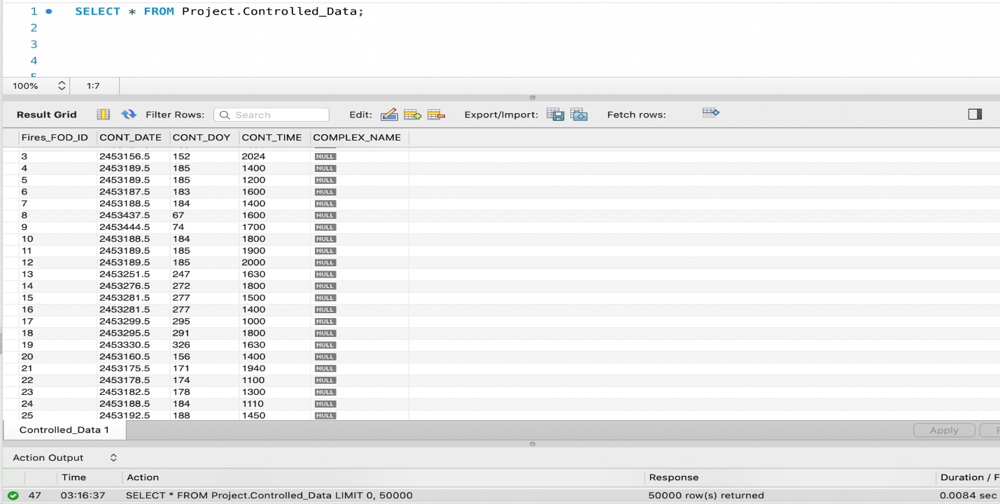 1 SELECT * FROM Project.Controlled_Data;
2
3
4
5
100% 1:7
Result Grid Filter Rows: Search Edit: Export/Import: Fetch rows:
Fires_FOD_ID CONT_DATE CONT_DOY CONT_TIME COMPLEX_NAME
3 2453156.5 152 2024 NULL
4 2453189.5 185 1400 NULL
5 2453189.5 185 1200 NULL
6 2453187.5 183 1600 NULL
7 2453188.5 184 1400 NULL
8 2453437.5 67 1600 NULL
9 2453444.5 74 1700 NULL
10 2453188.5 184 1800 NULL
11 2453189.5 185 1900 NULL
12 2453189.5 185 2000 NULL
13 2453251.5 247 1630 NULL
14 2453276.5 272 1800 NULL
15 2453281.5 277 1500 NULL
16 2453281.5 277 1400 NULL
17 2453299.5 295 1000 NULL
18 2453295.5 291 1800 NULL
19 2453330.5 326 1630 NULL
20 2453160.5 156 1400 NULL
21 2453175.5 171 1940 NULL
22 2453178.5 174 1100 NULL
23 2453182.5 178 1300 NULL
24 2453188.5 184 1110 NULL
25 2453192.5 188 1450 NULL
Controlled_Data 1 Apply
Action Output
Time Action Response Duration / F
47 03:16:37 SELECT * FROM Project.Controlled_Data LIMIT 0, 50000 50000 row(s) returned 0.0084 sec